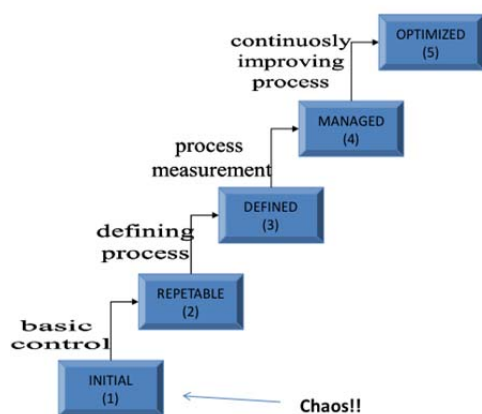 continuosly
improving
process
OPTIMIZED
(5)
process
measurement
MANAGED
(4)
defining
process
DEFINED
(3)
basic
control
REPETABLE
(2)
INITIAL
(1)
Chaos!!